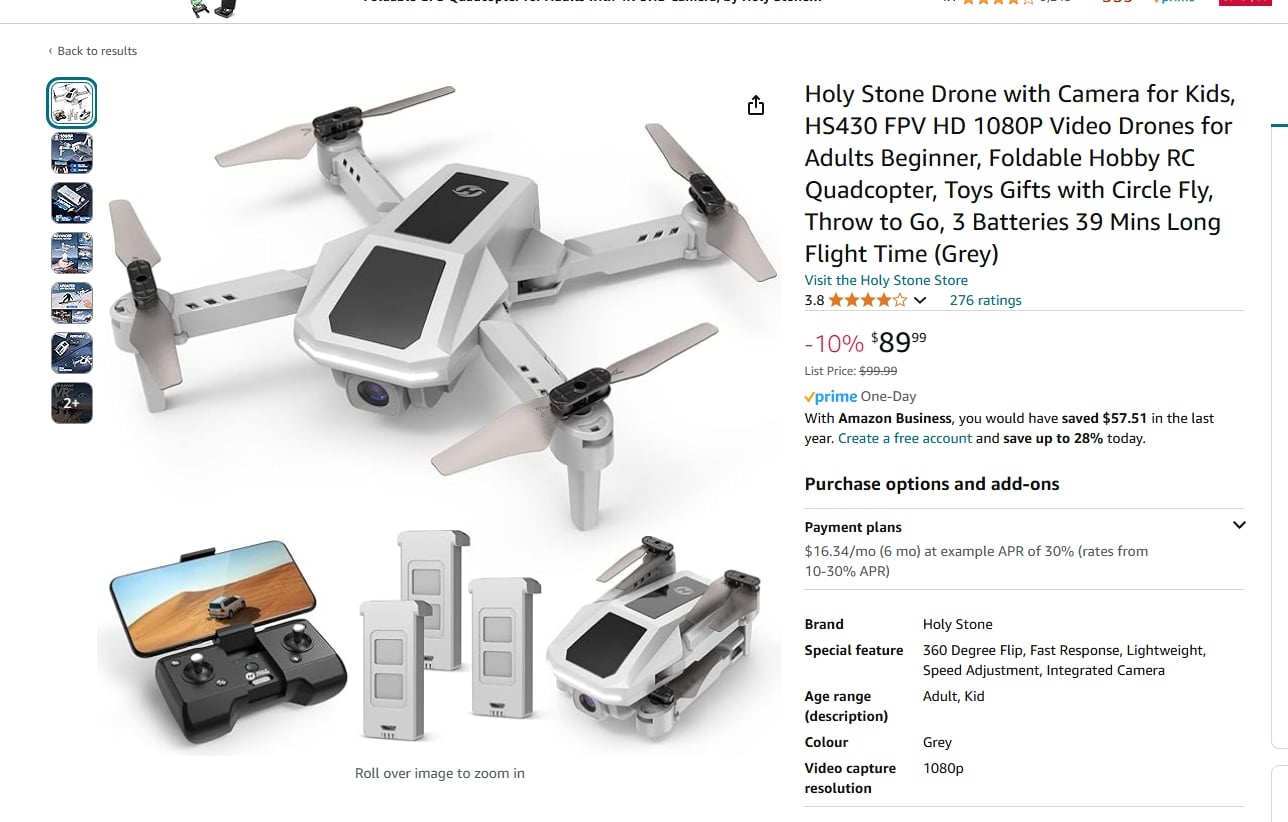 ‹ Back to results
Holy Stone Drone with Camera for Kids,
HS430 FPV HD 1080P Video Drones for
Adults Beginner, Foldable Hobby RC
Quadcopter, Toys Gifts with Circle Fly,
Throw to Go, 3 Batteries 39 Mins Long
Flight Time (Grey)
Visit the Holy Stone Store
3.8 276 ratings
-10% $8999
List Price: $99.99
prime One-Day
With Amazon Business, you would have saved $57.51 in the last
year. Create a free account and save up to 28% today.
Purchase options and add-ons
Payment plans
$16.34/mo (6 mo) at example APR of 30% (rates from
10-30% APR)
Brand Holy Stone
Special feature 360 Degree Flip, Fast Response, Lightweight,
Speed Adjustment, Integrated Camera
Age range Adult, Kid
(description)
Colour Grey
Video capture 1080p
resolution
2+
Roll over image to zoom in